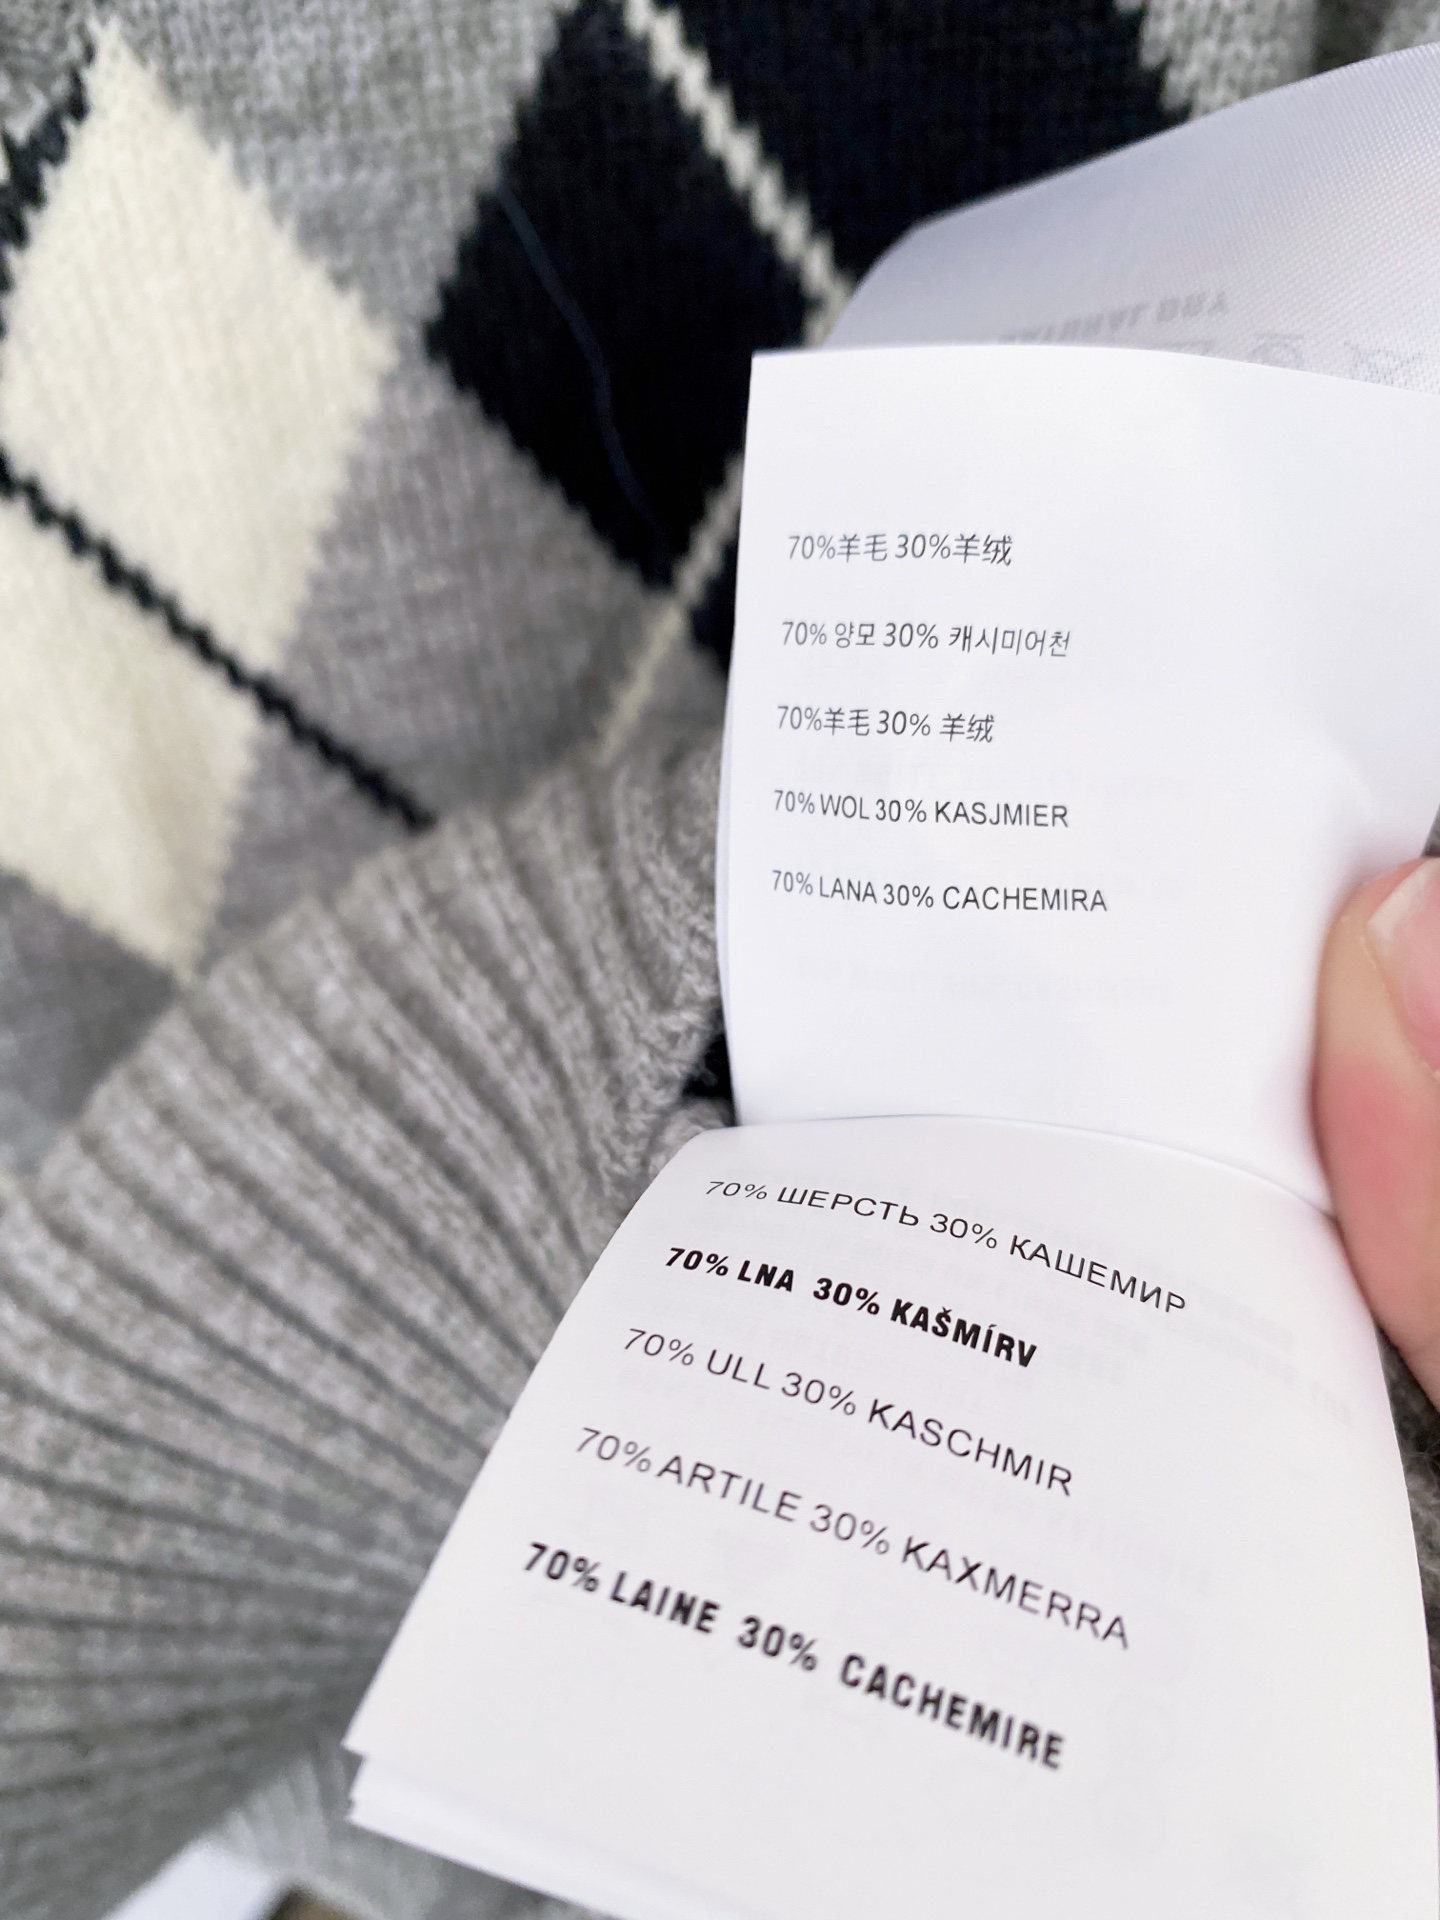 70%羊毛 30%羊绒
70% 양모 30% 캐시미어천
70%羊毛 30% 羊绒
70% WOL 30% KASJMIER
70% LANA 30% CACHEMIRA
70% ШЕРСТЬ 30% КАШЕМИР
70% LNA 30% KAŠMÍRV
70% ULL 30% KASCHMIR
70% ARTILE 30% KAXMERRA
70% LAINE 30% CACHEMIRE